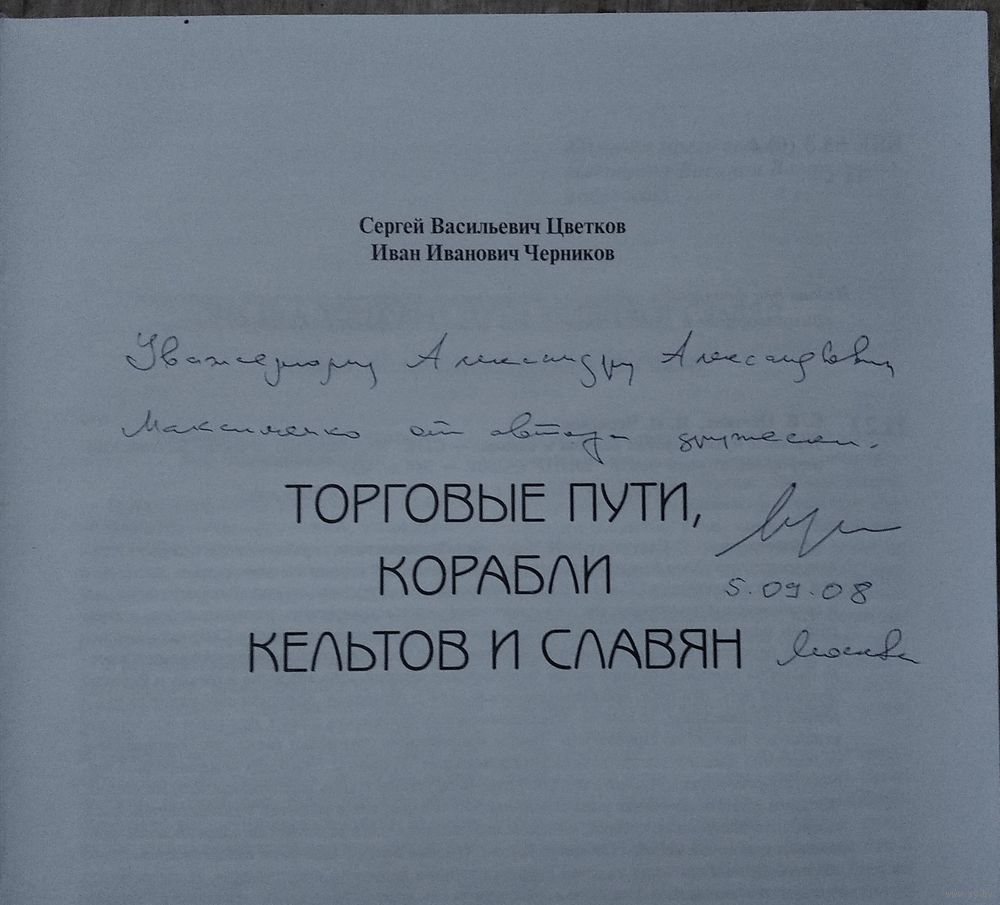 Сергей Васильевич Цветков
Иван Иванович Черников
Уважаемому Александру Александровичу
Максименко от автора дружески.
ТОРГОВЫЕ ПУТИ,
КОРАБЛИ
5.09.08
КЕЛЬТОВ И СЛАВЯН
Москва